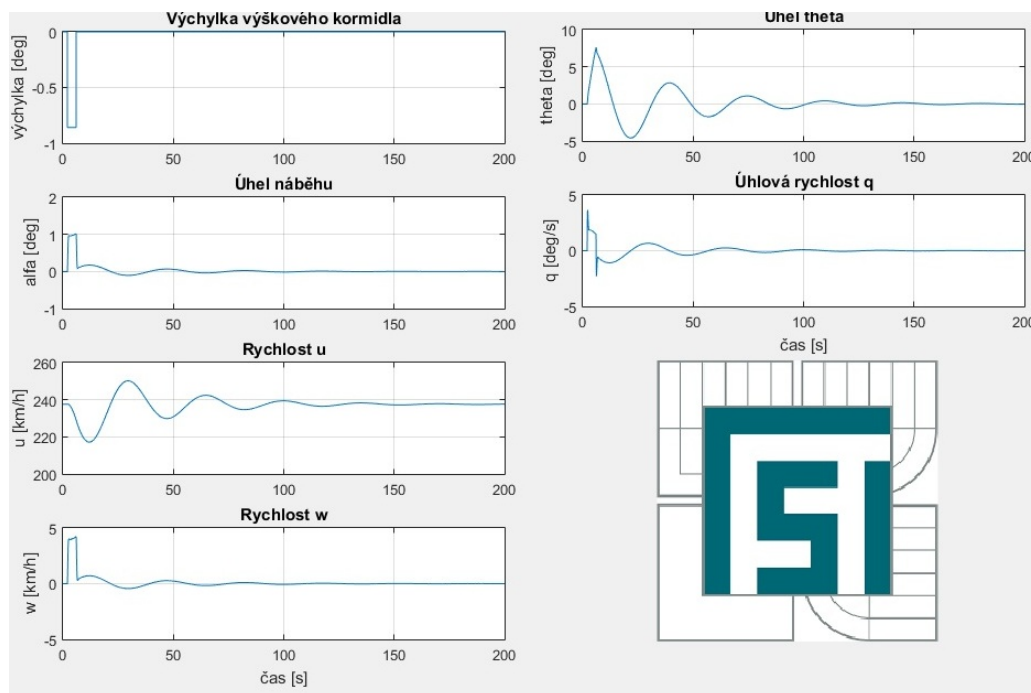 Výchylka výškového kormidla
0
-0.5
-1
výchylka [deg]
0 50 100 150 200
Úhel náběhu
2
1
0
-1
alfa [deg]
0 50 100 150 200
Rychlost u
260
240
220
200
u [km/h]
0 50 100 150 200
Rychlost w
5
0
-5
w [km/h]
0 50 100 150 200
čas [s]
Úhel theta
10
5
0
-5
theta [deg]
0 50 100 150 200
Úhlová rychlost q
5
0
-5
q [deg/s]
0 50 100 150 200
čas [s]